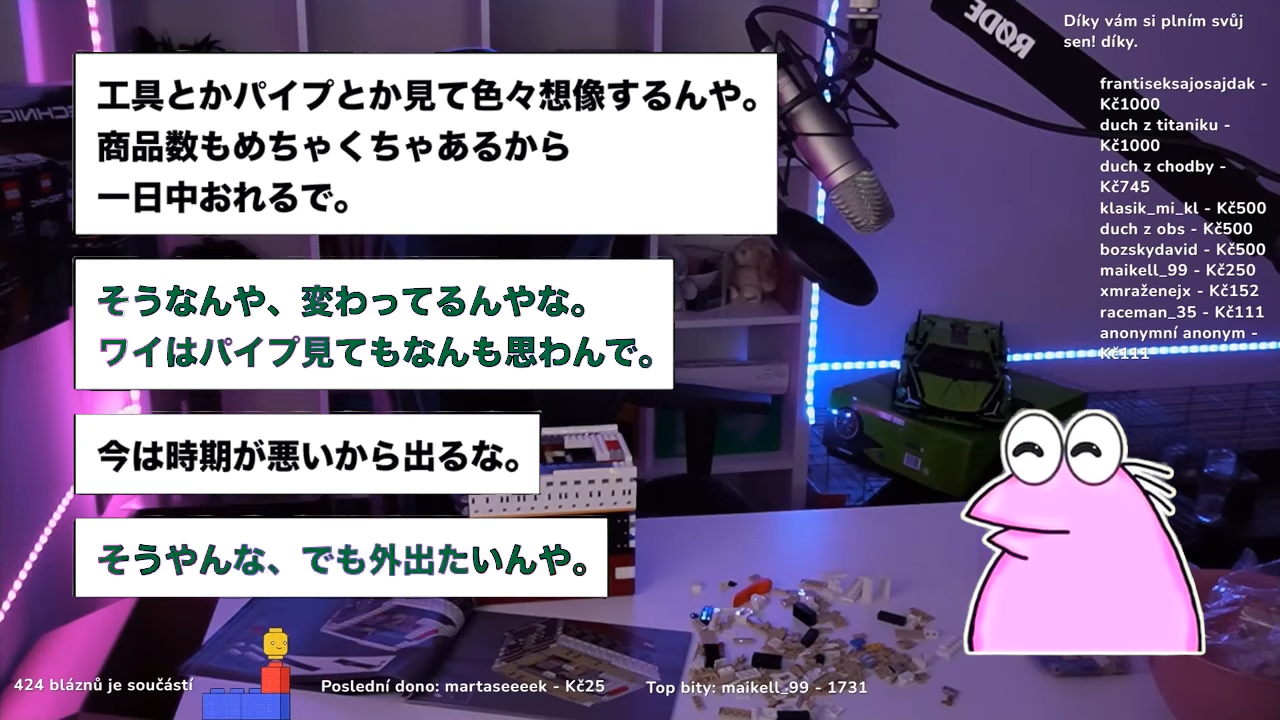 工具とかパイプとか見て色々想像するんや。
商品数もめちゃくちゃあるから
一日中おれるで。
そうなんや、変わってるんやな。
ワイはパイプ見てもなんも思わんで。
今は時期が悪いから出るな。
そうやんな、でも外出たいんや。
RØDE
Díky vám si plním svůj
sen! díky.
frantiseksajosajdak -
Kč1000
duch z titaniku -
Kč1000
duch z chodby -
Kč745
klasik_mi_kl - Kč500
duch z obs - Kč500
bozskydavid - Kč500
maikell_99 - Kč250
xmraženejx - Kč152
raceman_35 - Kč111
anonymní anonym -
Kč111
424 bláznů je součástí
Poslední dono: martaseeeek - Kč25
Top bity: maikell_99 - 1731